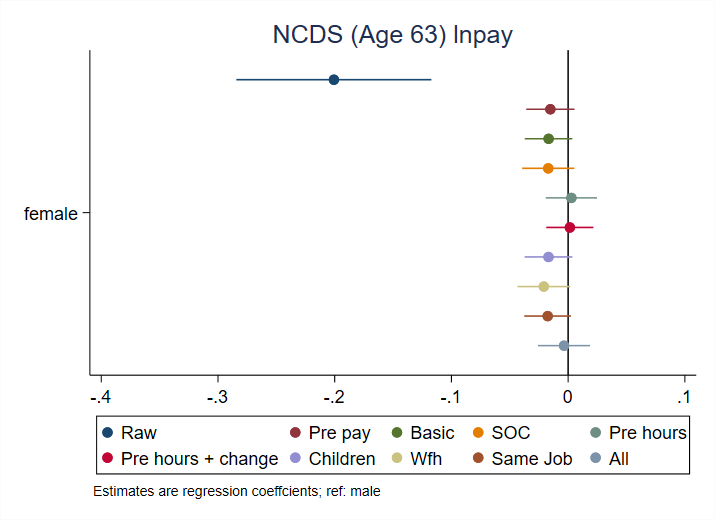 NCDS (Age 63) lnpay
female
-.4 -.3 -.2 -.1 0 .1
Raw Pre pay Basic SOC Pre hours
Pre hours + change Children Wfh Same Job All
Estimates are regression coeffcients; ref: male